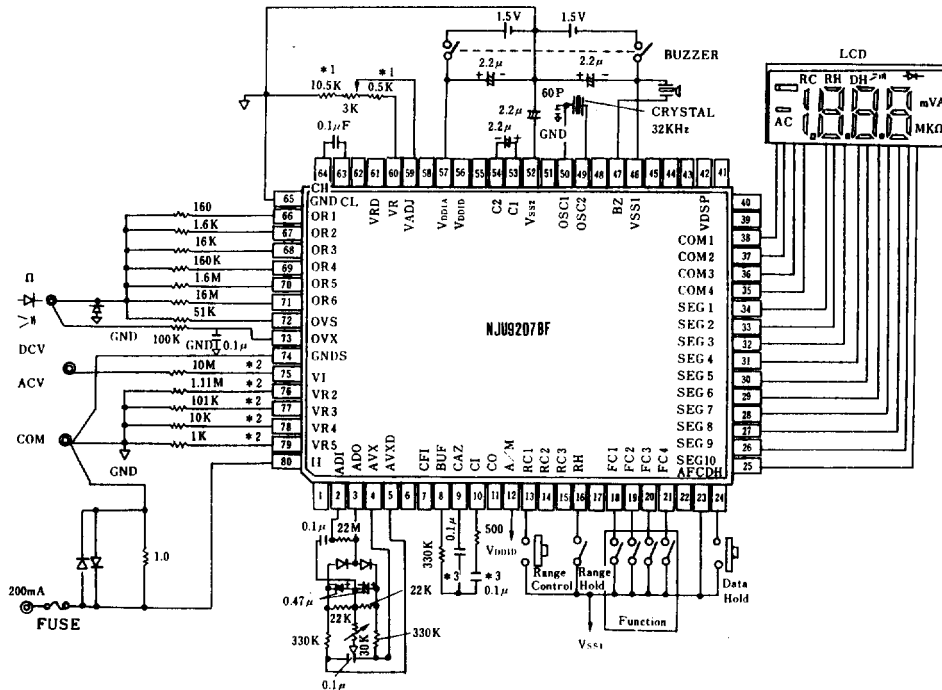 1.5V 1.5V
BUZZER
LCD
*1 *1
10.5K 0.5K
3K
2.2μ 2.2μ
60P
CRYSTAL
32KHz
GND
2.2μ
2.2μ
0.1μF
RC RH DH
AC
mVA
MKΩ
64 63 62 61 60 59 58 57 56 55 54 53 52 51 50 49 48 47 46 45 44 43 42 41
CH
GND CL
VRD
VR
VADJ
VDDIA
VDDID
C2
C1
VSS2
OSC1
OSC2
BZ
VSS1
VDSP
65
160 66 OR1
1.6K 67 OR2
16K 68 OR3
160K 69 OR4
1.6M 70 OR5
16M 71 OR6
51K 72 OVS
100K 73 OVX
GND
GND 0.1μ
74 GNDS
10M 75 VI
1.11M *2 76 VR2
101K *2 77 VR3
10K *2 78 VR4
1K *2 79 VR5
80 II
GND
Ω
DCV
ACV
COM
NJU9207BF
40
39
COM1 38
COM2 37
COM3 36
COM4 35
SEG1 34
SEG2 33
SEG3 32
SEG4 31
SEG5 30
SEG6 29
SEG7 28
SEG8 27
SEG9 26
SEG10 25
AFCDH
ADI
ADO
AVX
AVXD
CFI
BUF
CAZ
CI
CO
A/M
RC1
RC2
RC3
RH
FC1
FC2
FC3
FC4
1 2 3 4 5 6 7 8 9 10 11 12 13 14 15 16 17 18 19 20 21 22 23 24
0.1μ 22M
0.47μ
22K
22K
330K
30K
330K
0.1μ
330K
0.1μ
*3
500
*3
0.1μ
VDDID
Range
Control
Range
Hold
Function
Data
Hold
VSS1
1.0
200mA
FUSE